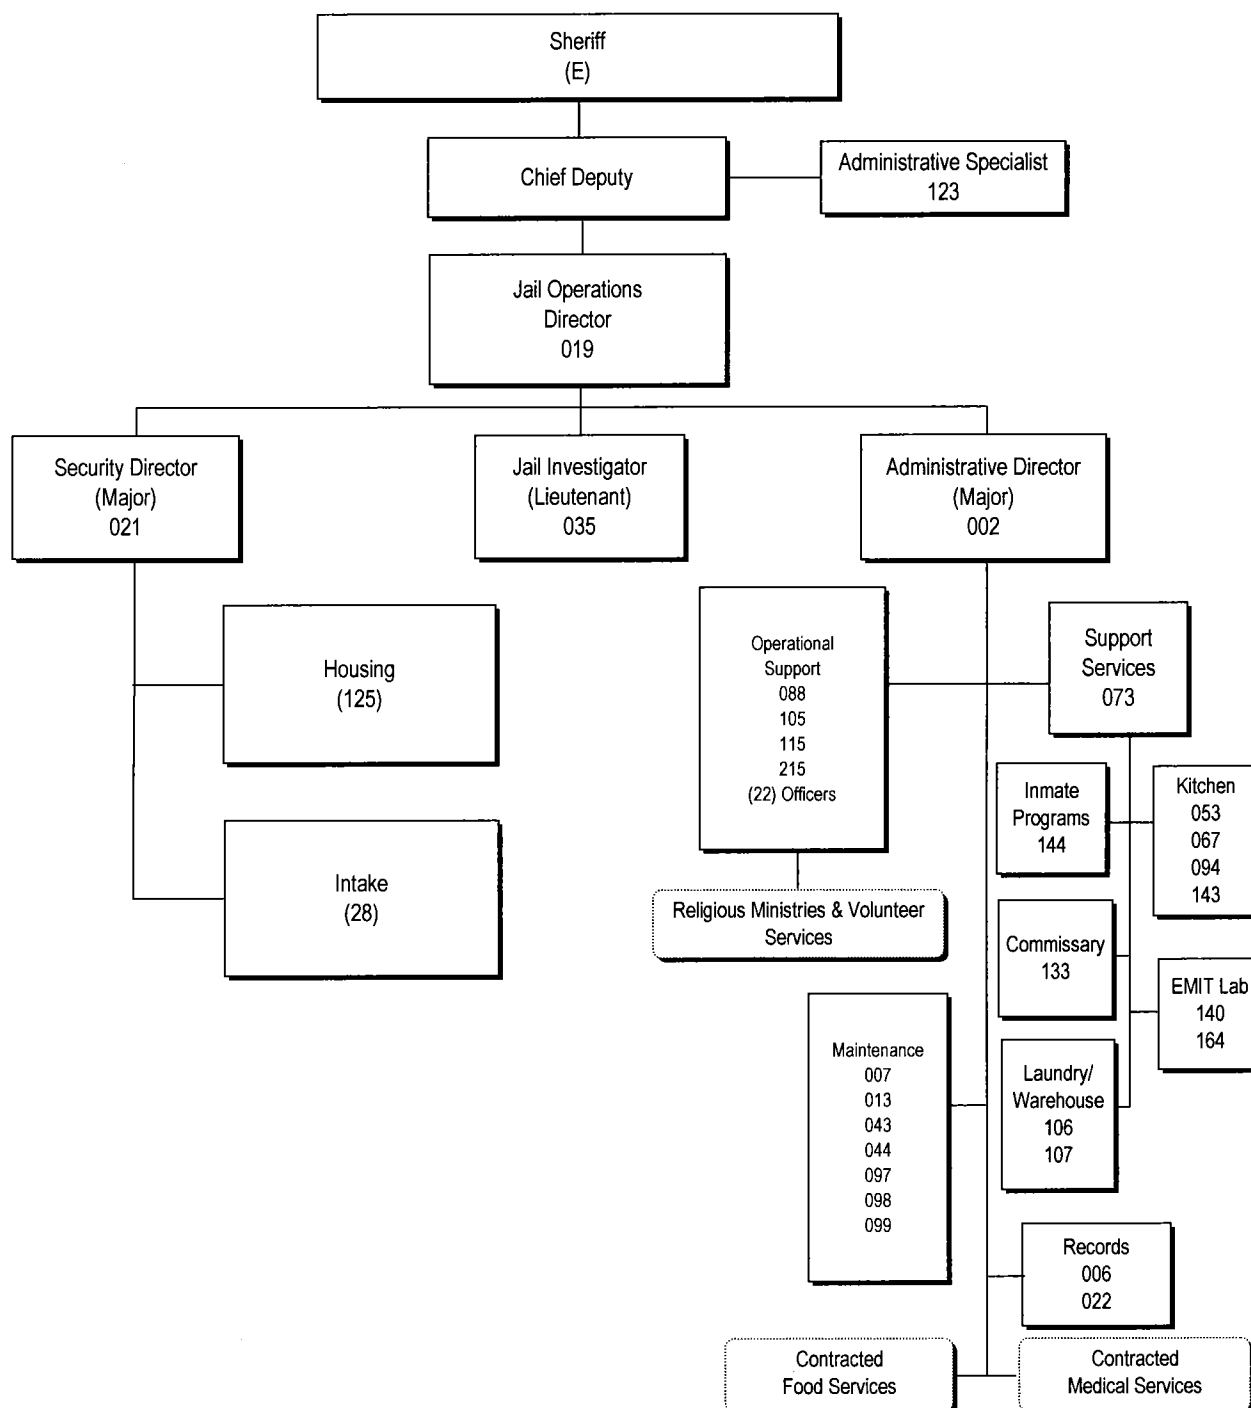 Sheriff
(E)
Chief Deputy
Administrative Specialist
123
Jail Operations
Director
019
Security Director
(Major)
021
Jail Investigator
(Lieutenant)
035
Administrative Director
(Major)
002
Housing
(125)
Intake
(28)
Operational
Support
088
105
115
215
(22) Officers
Religious Ministries & Volunteer
Services
Support
Services
073
Inmate
Programs
144
Kitchen
053
067
094
143
Commissary
133
EMIT Lab
140
164
Laundry/
Warehouse
106
107
Maintenance
007
013
043
044
097
098
099
Records
006
022
Contracted
Food Services
Contracted
Medical Services